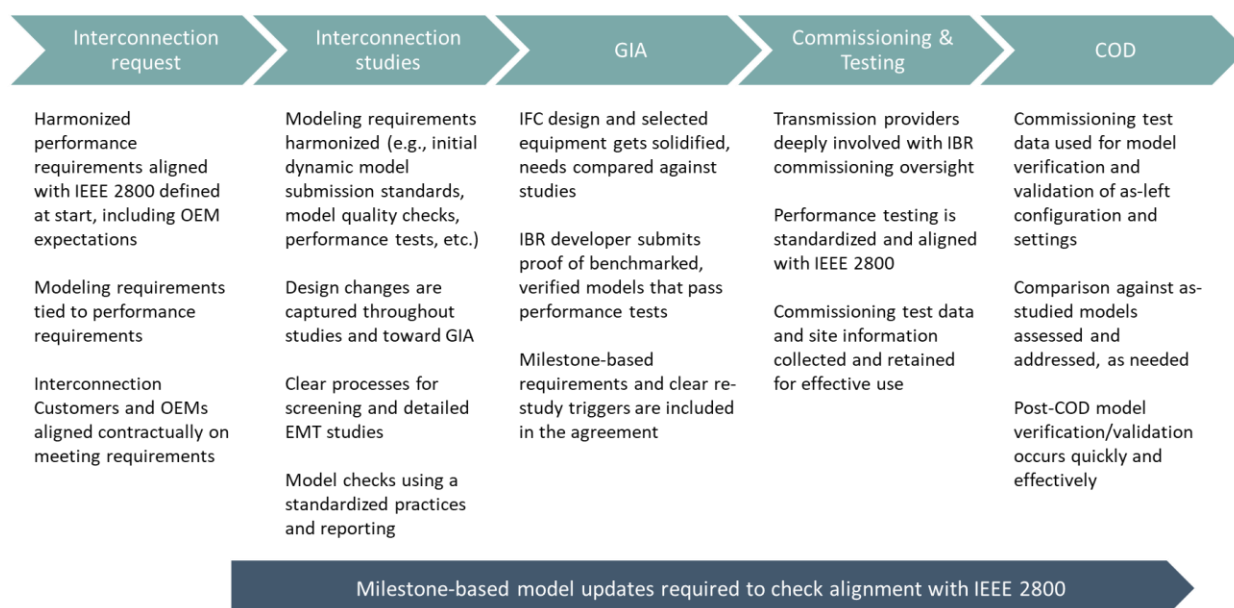 Interconnection
request
Interconnection
studies
GIA
Commissioning &
Testing
COD
Harmonized
performance
requirements aligned
with IEEE 2800 defined
at start, including OEM
expectations
Modeling requirements
tied to performance
requirements
Interconnection
Customers and OEMs
aligned contractually on
meeting requirements
Modeling requirements
harmonized (e.g., initial
dynamic model
submission standards,
model quality checks,
performance tests, etc.)
Design changes are
captured throughout
studies and toward GIA
Clear processes for
screening and detailed
EMT studies
Model checks using a
standardized practices
and reporting
IFC design and selected
equipment gets solidified,
needs compared against
studies
IBR developer submits
proof of benchmarked,
verified models that pass
performance tests
Milestone-based
requirements and clear re-
study triggers are included
in the agreement
Transmission providers
deeply involved with IBR
commissioning oversight
Performance testing is
standardized and aligned
with IEEE 2800
Commissioning test data
and site information
collected and retained
for effective use
Commissioning test
data used for model
verification and
validation of as-left
configuration and
settings
Comparison against as-
studied models
assessed and
addressed, as needed
Post-COD model
verification/validation
occurs quickly and
effectively
Milestone-based model updates required to check alignment with IEEE 2800